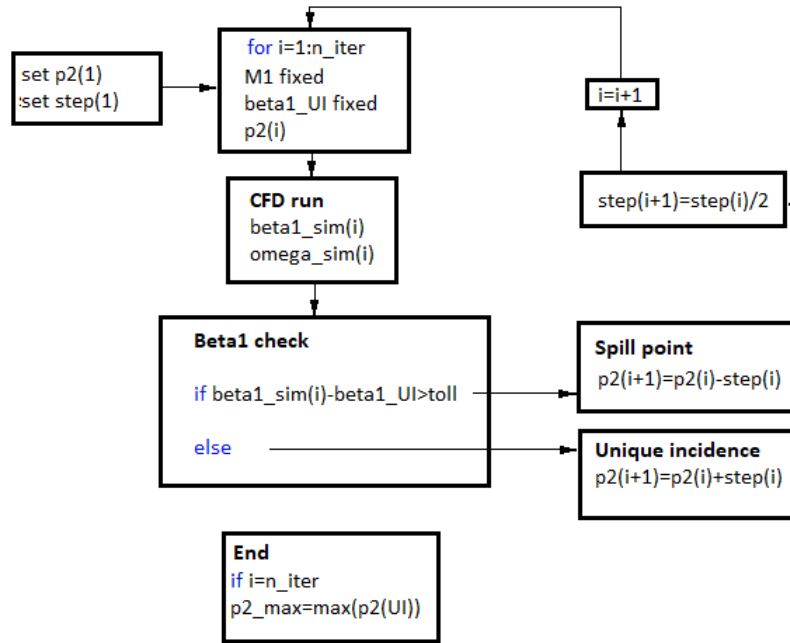 set p2(1)
set step(1)
for i=1:n_iter
M1 fixed
beta1_UI fixed
p2(i)
i=i+1
step(i+1)=step(i)/2
CFD run
beta1_sim(i)
omega_sim(i)
Beta1 check
if beta1_sim(i)-beta1_UI>toll
else
Spill point
p2(i+1)=p2(i)-step(i)
Unique incidence
p2(i+1)=p2(i)+step(i)
End
if i=n_iter
p2_max=max(p2(UI))